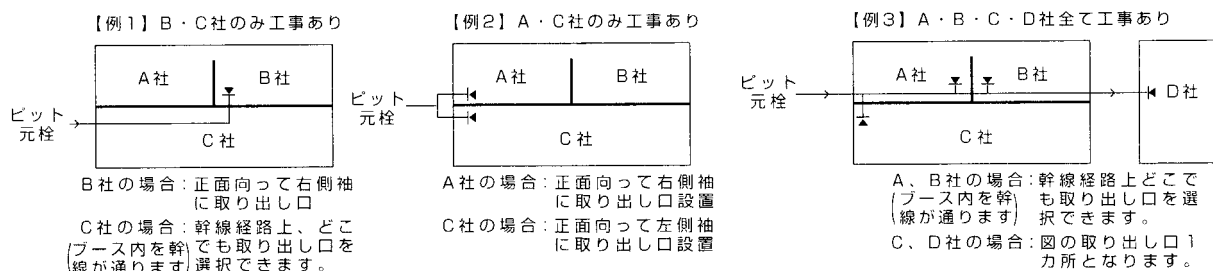 【例1】B・C社のみ工事あり
A社
B社
ピット
元栓
C社
B社の場合：正面向って右側袖
に取り出し口
C社の場合：幹線経路上、どこ
(ブース内を幹
線が通ります)
でも取り出し口を
選択できます。
【例2】A・C社のみ工事あり
A社
B社
ピット
元栓
C社
A社の場合：正面向って右側袖
に取り出し口設置
C社の場合：正面向って左側袖
に取り出し口設置
【例3】A・B・C・D社全て工事あり
A社
B社
ピット
元栓
D社
C社
A、B社の場合：幹線経路上どこで
(ブース内を幹
線が通ります)
も取り出し口を選
択できます。
C、D社の場合：図の取り出し口1
カ所となります。